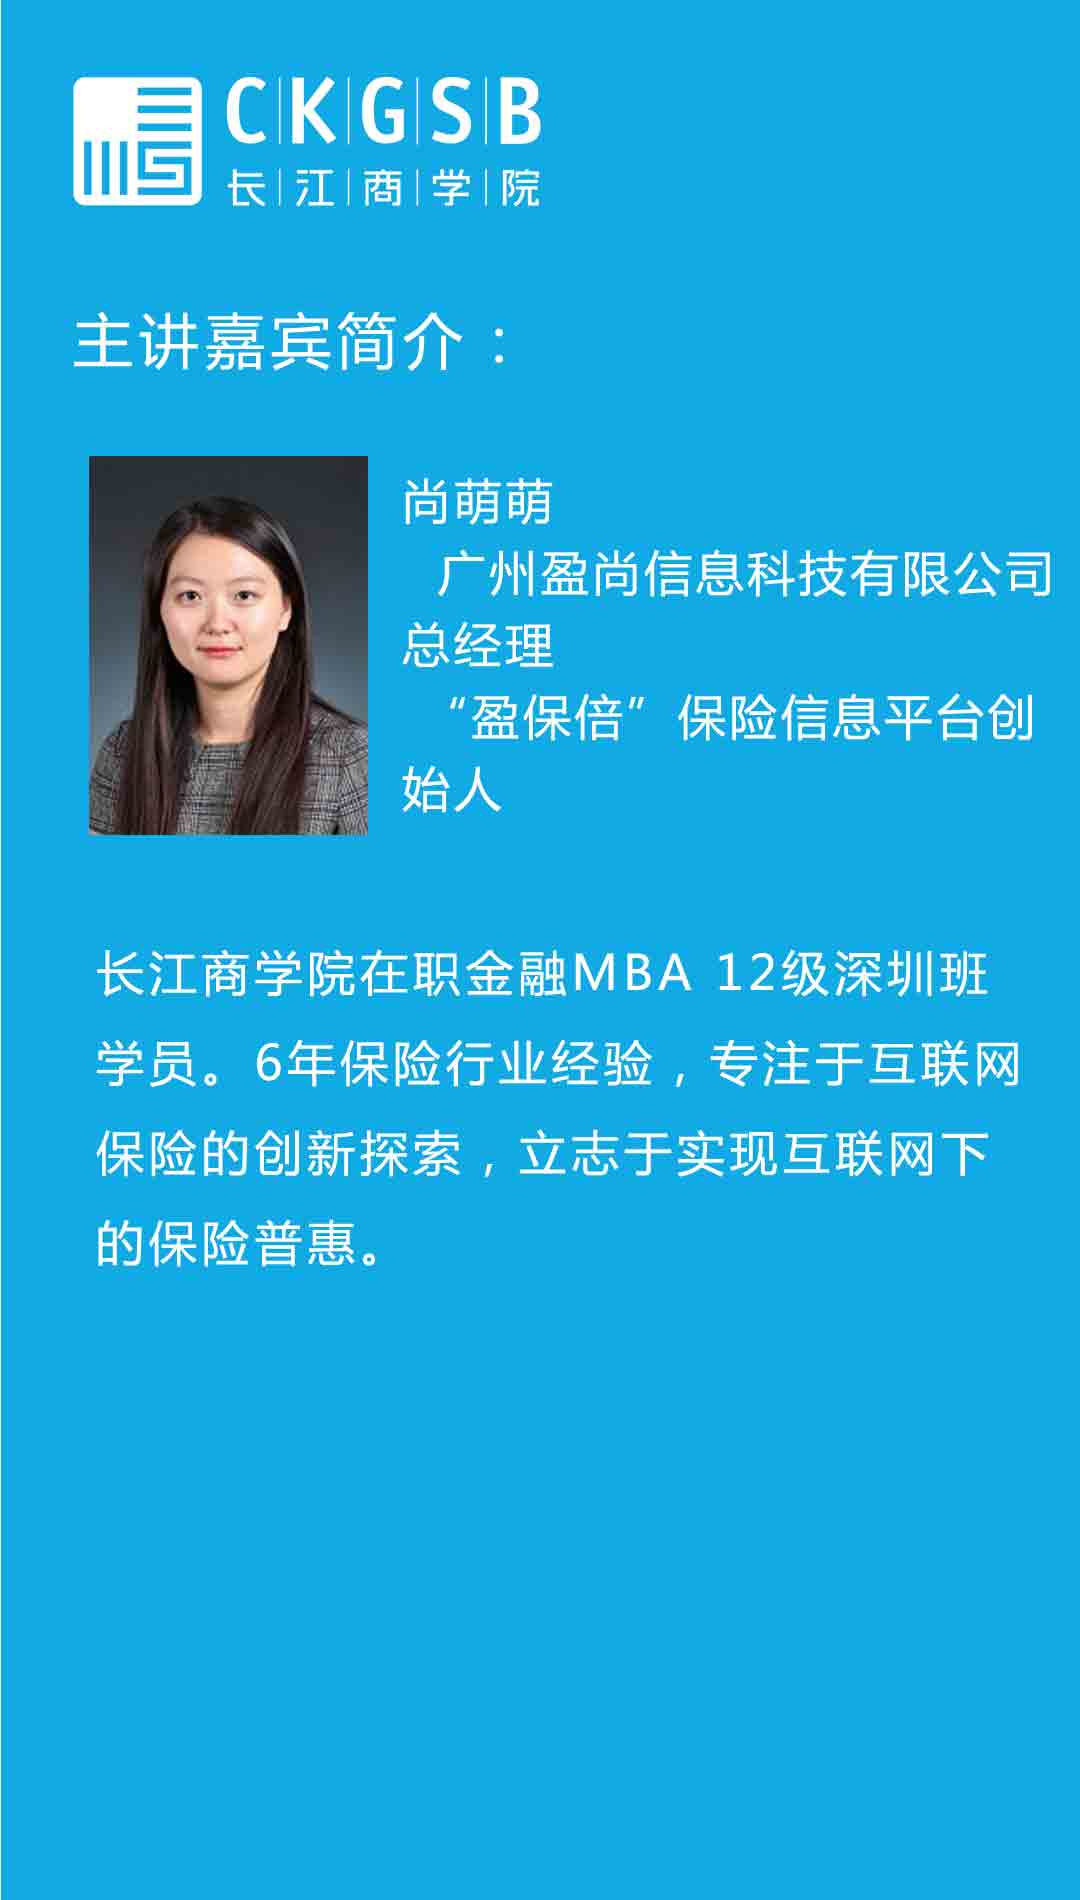 CKGSB
长江商学院
主讲嘉宾简介：
尚萌萌
广州盈尚信息科技有限公司
总经理
“盈保倍”保险信息平台创
始人
长江商学院在职金融MBA 12级深圳班
学员。6年保险行业经验，专注于互联网
保险的创新探索，立志于实现互联网下
的保险普惠。